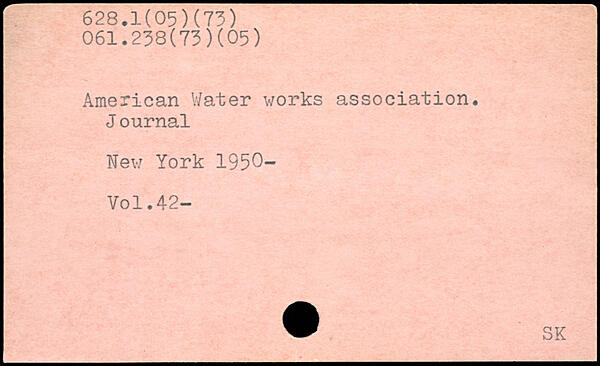 628.1(05)(73)
061.238(73)(05)
American Water works association.
Journal
New York 1950-
Vol.42-
SK